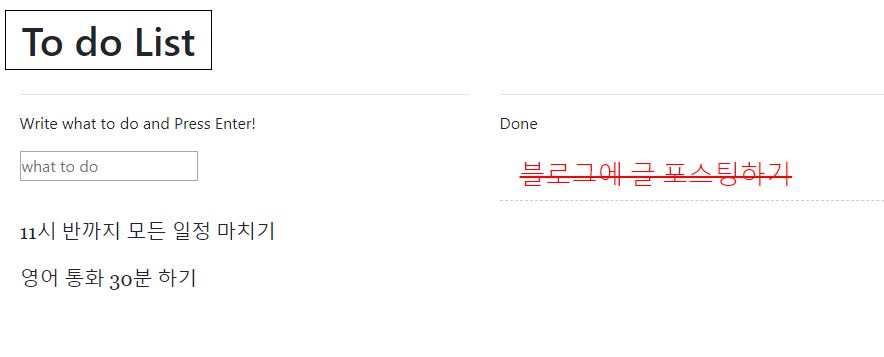 To do List
Write what to do and Press Enter!
what to do
11시 반까지 모든 일정 마치기
영어 통화 30분 하기
Done
블로그에 글 포스팅하기